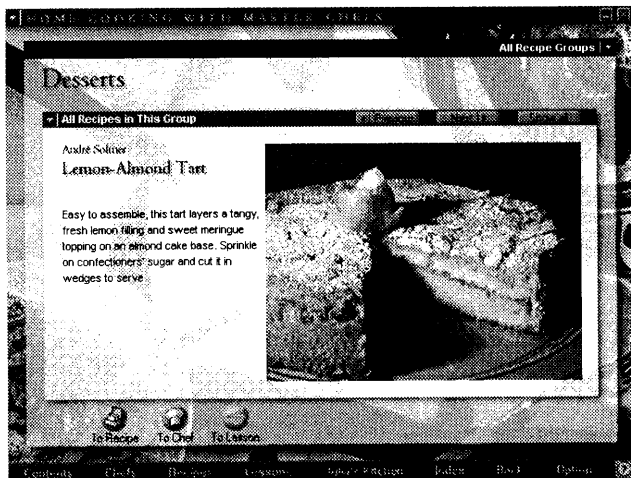 HOME COOKING WITH MASTER CHEFS
All Recipe Groups
Desserts
All Recipes in This Group
André Soltner
Lemon-Almond Tart
Easy to assemble, this tart layers a tangy,
fresh lemon filling and sweet meringue
topping on an almond cake base. Sprinkle
on confectioners' sugar and cut it in
wedges to serve
To Recipe To Chef To Lesson
Contents Chefs Recipes Lessons Julia's Kitchen Index Back Options